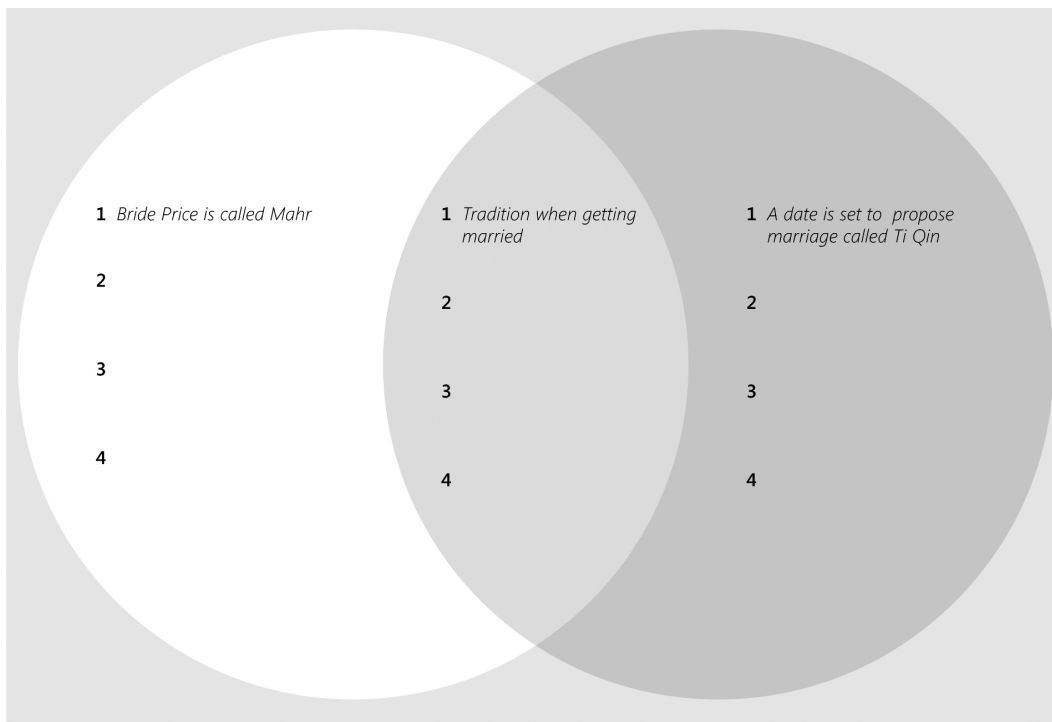 1 Bride Price is called Mahr
2
3
4
1 Tradition when getting
married
2
3
4
1 A date is set to propose
marriage called Ti Qin
2
3
4